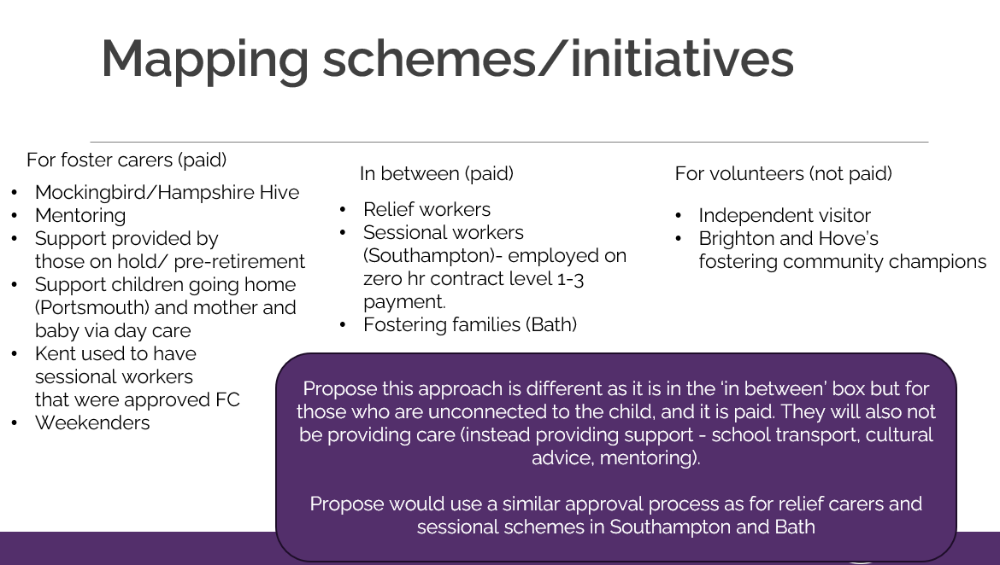 Mapping schemes/initiatives
For foster carers (paid)
• Mockingbird/Hampshire Hive
• Mentoring
• Support provided by
those on hold/ pre-retirement
• Support children going home
(Portsmouth) and mother and
baby via day care
• Kent used to have
sessional workers
that were approved FC
• Weekenders
In between (paid)
• Relief workers
• Sessional workers
(Southampton)- employed on
zero hr contract level 1-3
payment.
• Fostering families (Bath)
For volunteers (not paid)
• Independent visitor
• Brighton and Hove’s
fostering community champions
Propose this approach is different as it is in the ‘in between’ box but for
those who are unconnected to the child, and it is paid. They will also not
be providing care (instead providing support - school transport, cultural
advice, mentoring).
Propose would use a similar approval process as for relief carers and
sessional schemes in Southampton and Bath